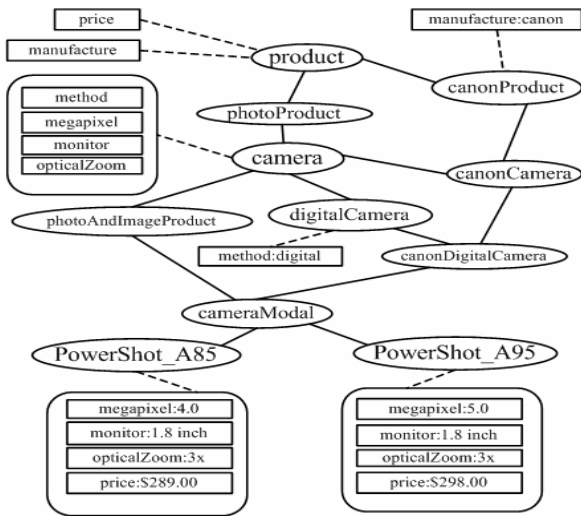 price
manufacture:canon
manufacture
product
canonProduct
method
megapixel
monitor
opticalZoom
photoProduct
camera
canonCamera
photoAndImageProduct
digitalCamera
method:digital
canonDigitalCamera
cameraModal
PowerShot_A85
PowerShot_A95
megapixel:4.0
monitor:1.8 inch
opticalZoom:3x
price:$289.00
megapixel:5.0
monitor:1.8 inch
opticalZoom:3x
price:$298.00